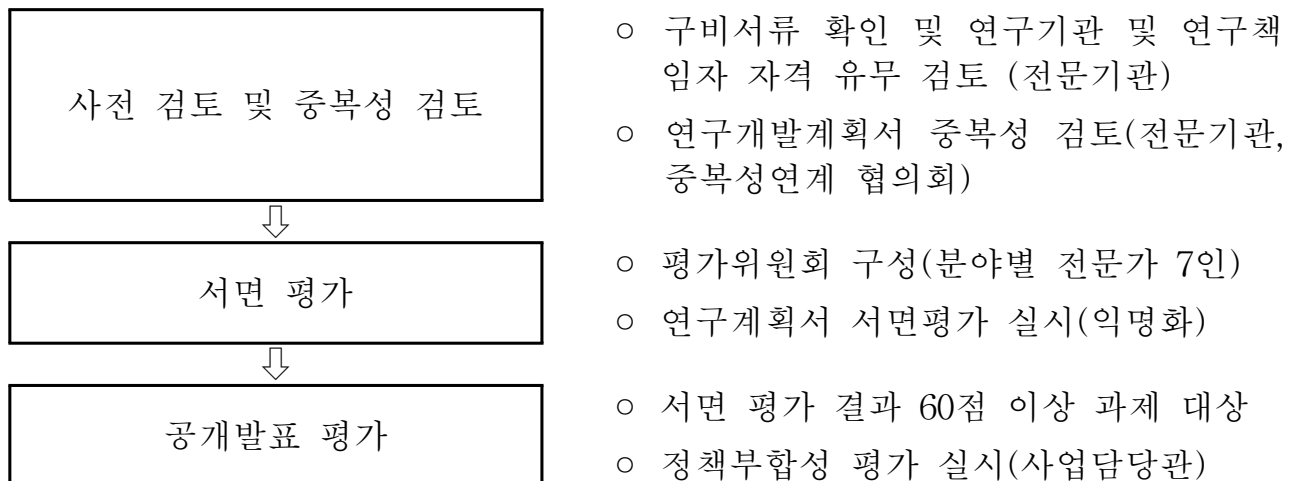 사전 검토 및 중복성 검토
○ 구비서류 확인 및 연구기관 및 연구책
임자 자격 유무 검토 (전문기관)
○ 연구개발계획서 중복성 검토(전문기관,
중복성연계 협의회)
⇩
서면 평가
○ 평가위원회 구성(분야별 전문가 7인)
○ 연구계획서 서면평가 실시(익명화)
⇩
공개발표 평가
○ 서면 평가 결과 60점 이상 과제 대상
○ 정책부합성 평가 실시(사업담당관)